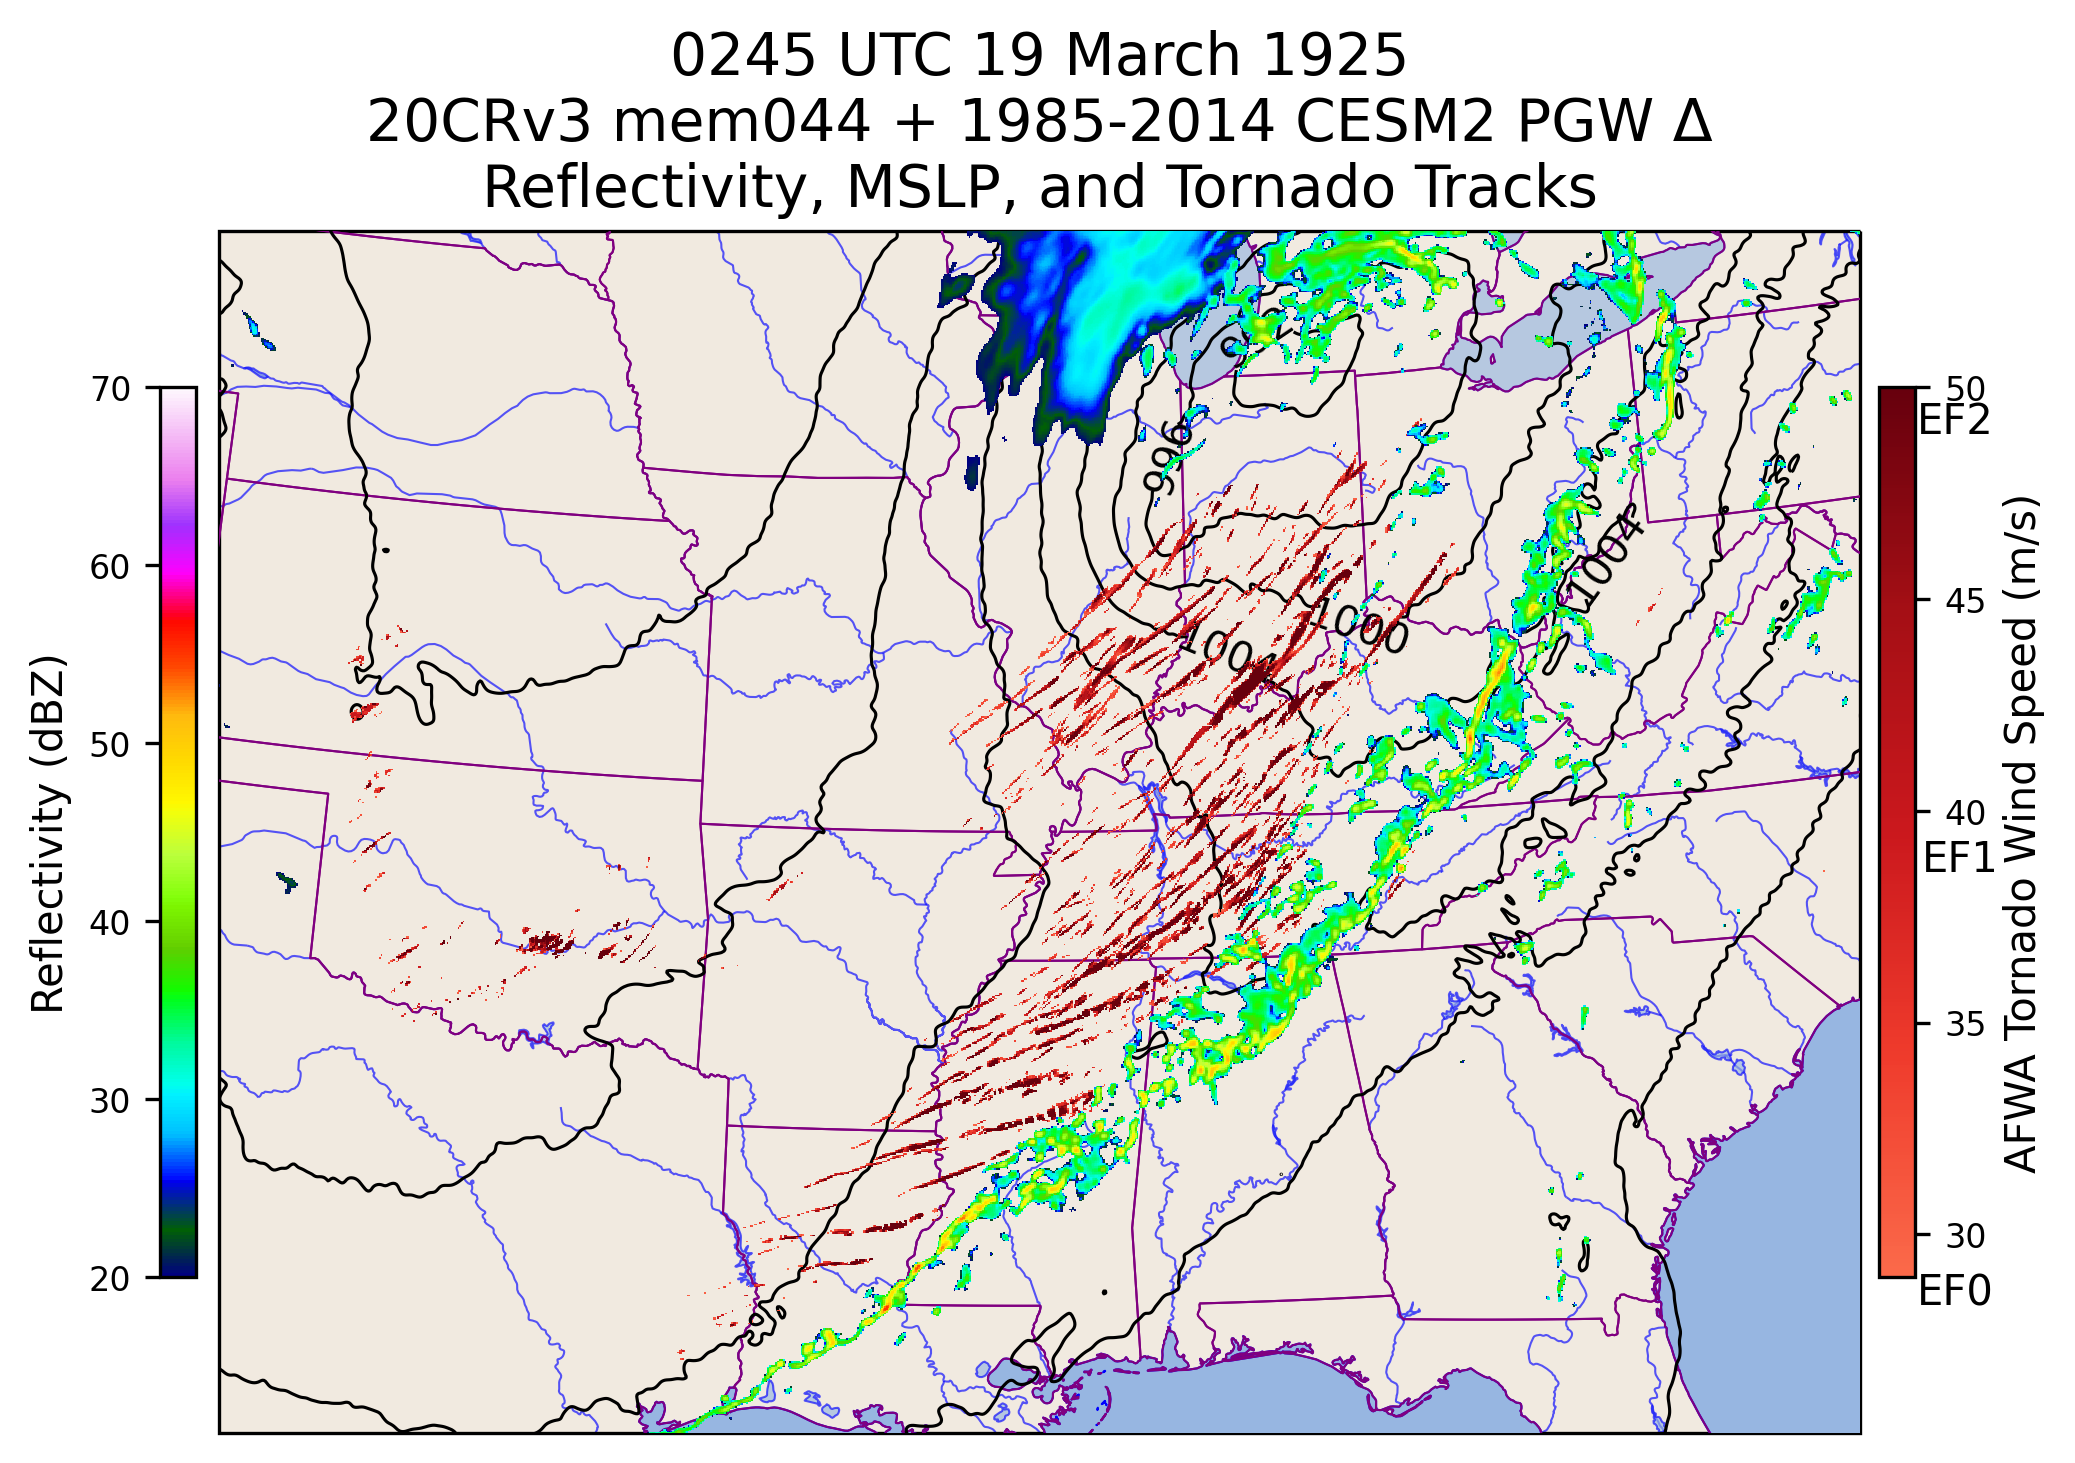 0245 UTC 19 March 1925
20CRv3 mem044 + 1985-2014 CESM2 PGW Δ
Reflectivity, MSLP, and Tornado Tracks
Reflectivity (dBZ)
70
60
50
40
30
20
996
1004
1000
50
EF2
45
40
EF1
35
30
EF0
AFWA Tornado Wind Speed (m/s)